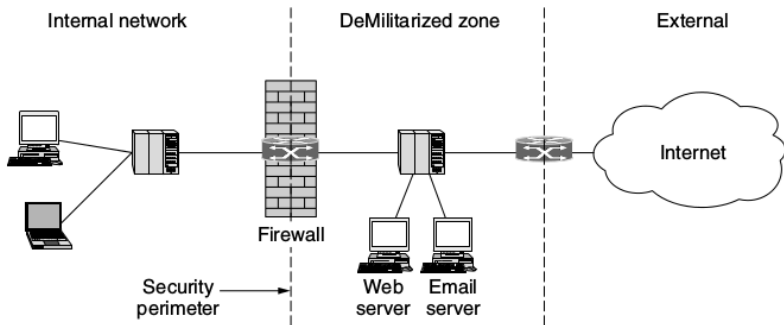 Internal network
DeMilitarized zone
External
Internet
Firewall
Security
perimeter
Web
server
Email
server